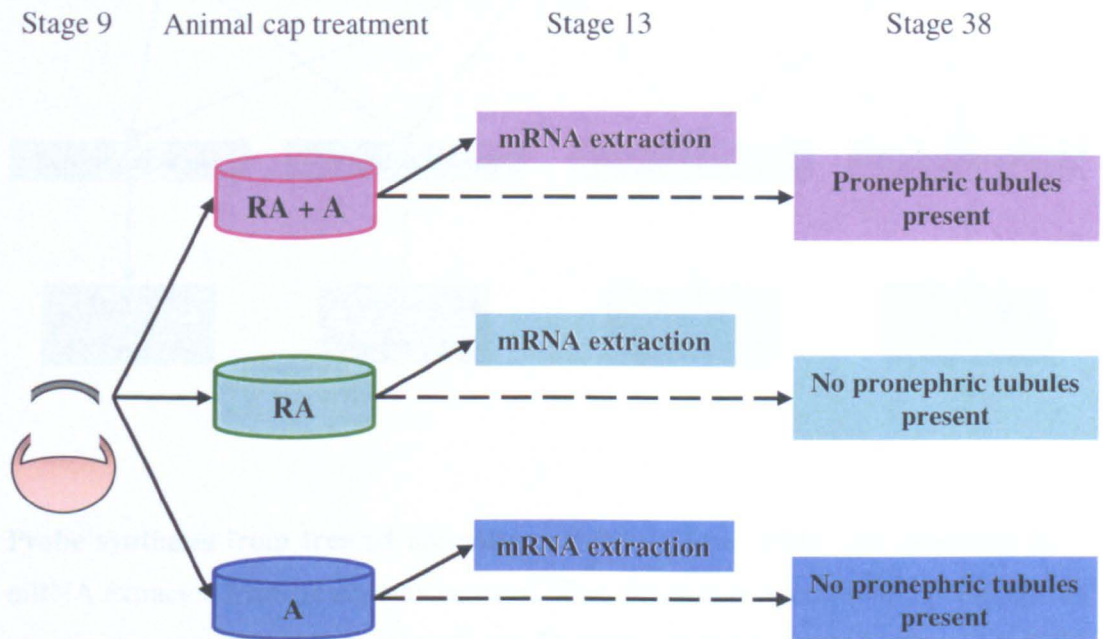 Stage 9 Animal cap treatment Stage 13 Stage 38
mRNA extraction
RA + A
Pronephric tubules
present
mRNA extraction
RA
No pronephric tubules
present
mRNA extraction
A
No pronephric tubules
present